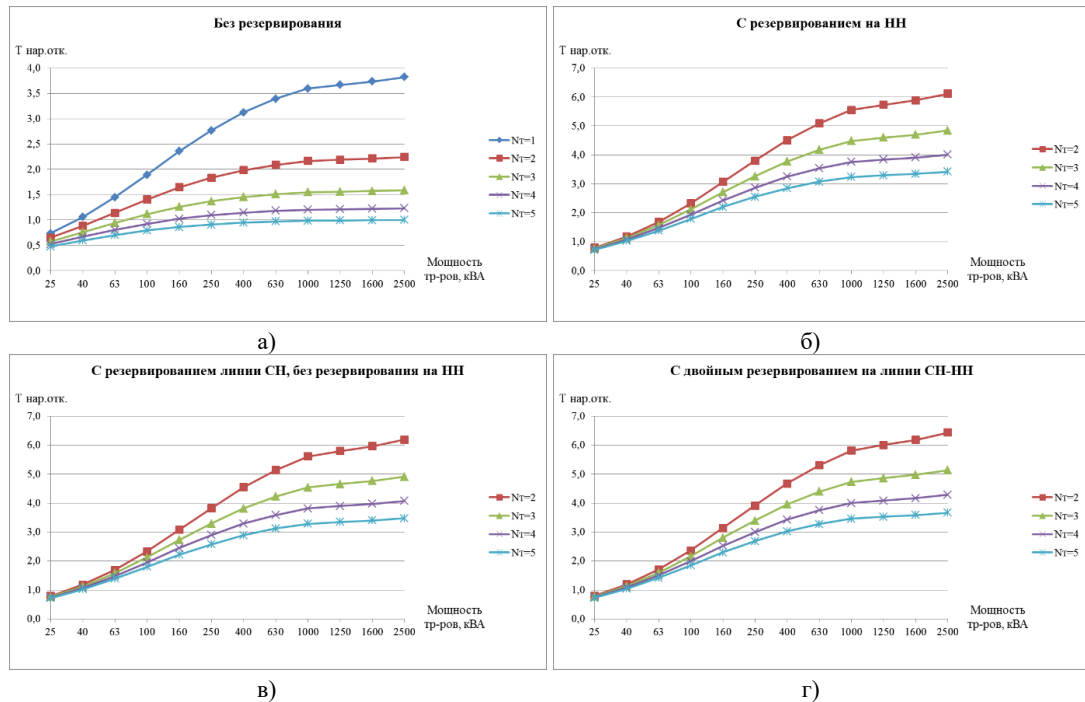 Без резервирования
Т нар.отк.
4,0
3,5
3,0
2,5
2,0
1,5
1,0
0,5
0,0
25 40 63 100 160 250 400 630 1000 1250 1600 2500
Мощность
тр-ров, кВА
Nт=1
Nт=2
Nт=3
Nт=4
Nт=5
а)
С резервированием на НН
Т нар.отк.
7,0
6,0
5,0
4,0
3,0
2,0
1,0
0,0
25 40 63 100 160 250 400 630 1000 1250 1600 2500
Мощность
тр-ров, кВА
Nт=2
Nт=3
Nт=4
Nт=5
б)
С резервированием линии СН, без резервирования на НН
Т нар.отк.
7,0
6,0
5,0
4,0
3,0
2,0
1,0
0,0
25 40 63 100 160 250 400 630 1000 1250 1600 2500
Мощность
тр-ров, кВА
Nт=2
Nт=3
Nт=4
Nт=5
в)
С двойным резервированием на линии СН-НН
Т нар.отк.
7,0
6,0
5,0
4,0
3,0
2,0
1,0
0,0
25 40 63 100 160 250 400 630 1000 1250 1600 2500
Мощность
тр-ров, кВА
Nт=2
Nт=3
Nт=4
Nт=5
г)